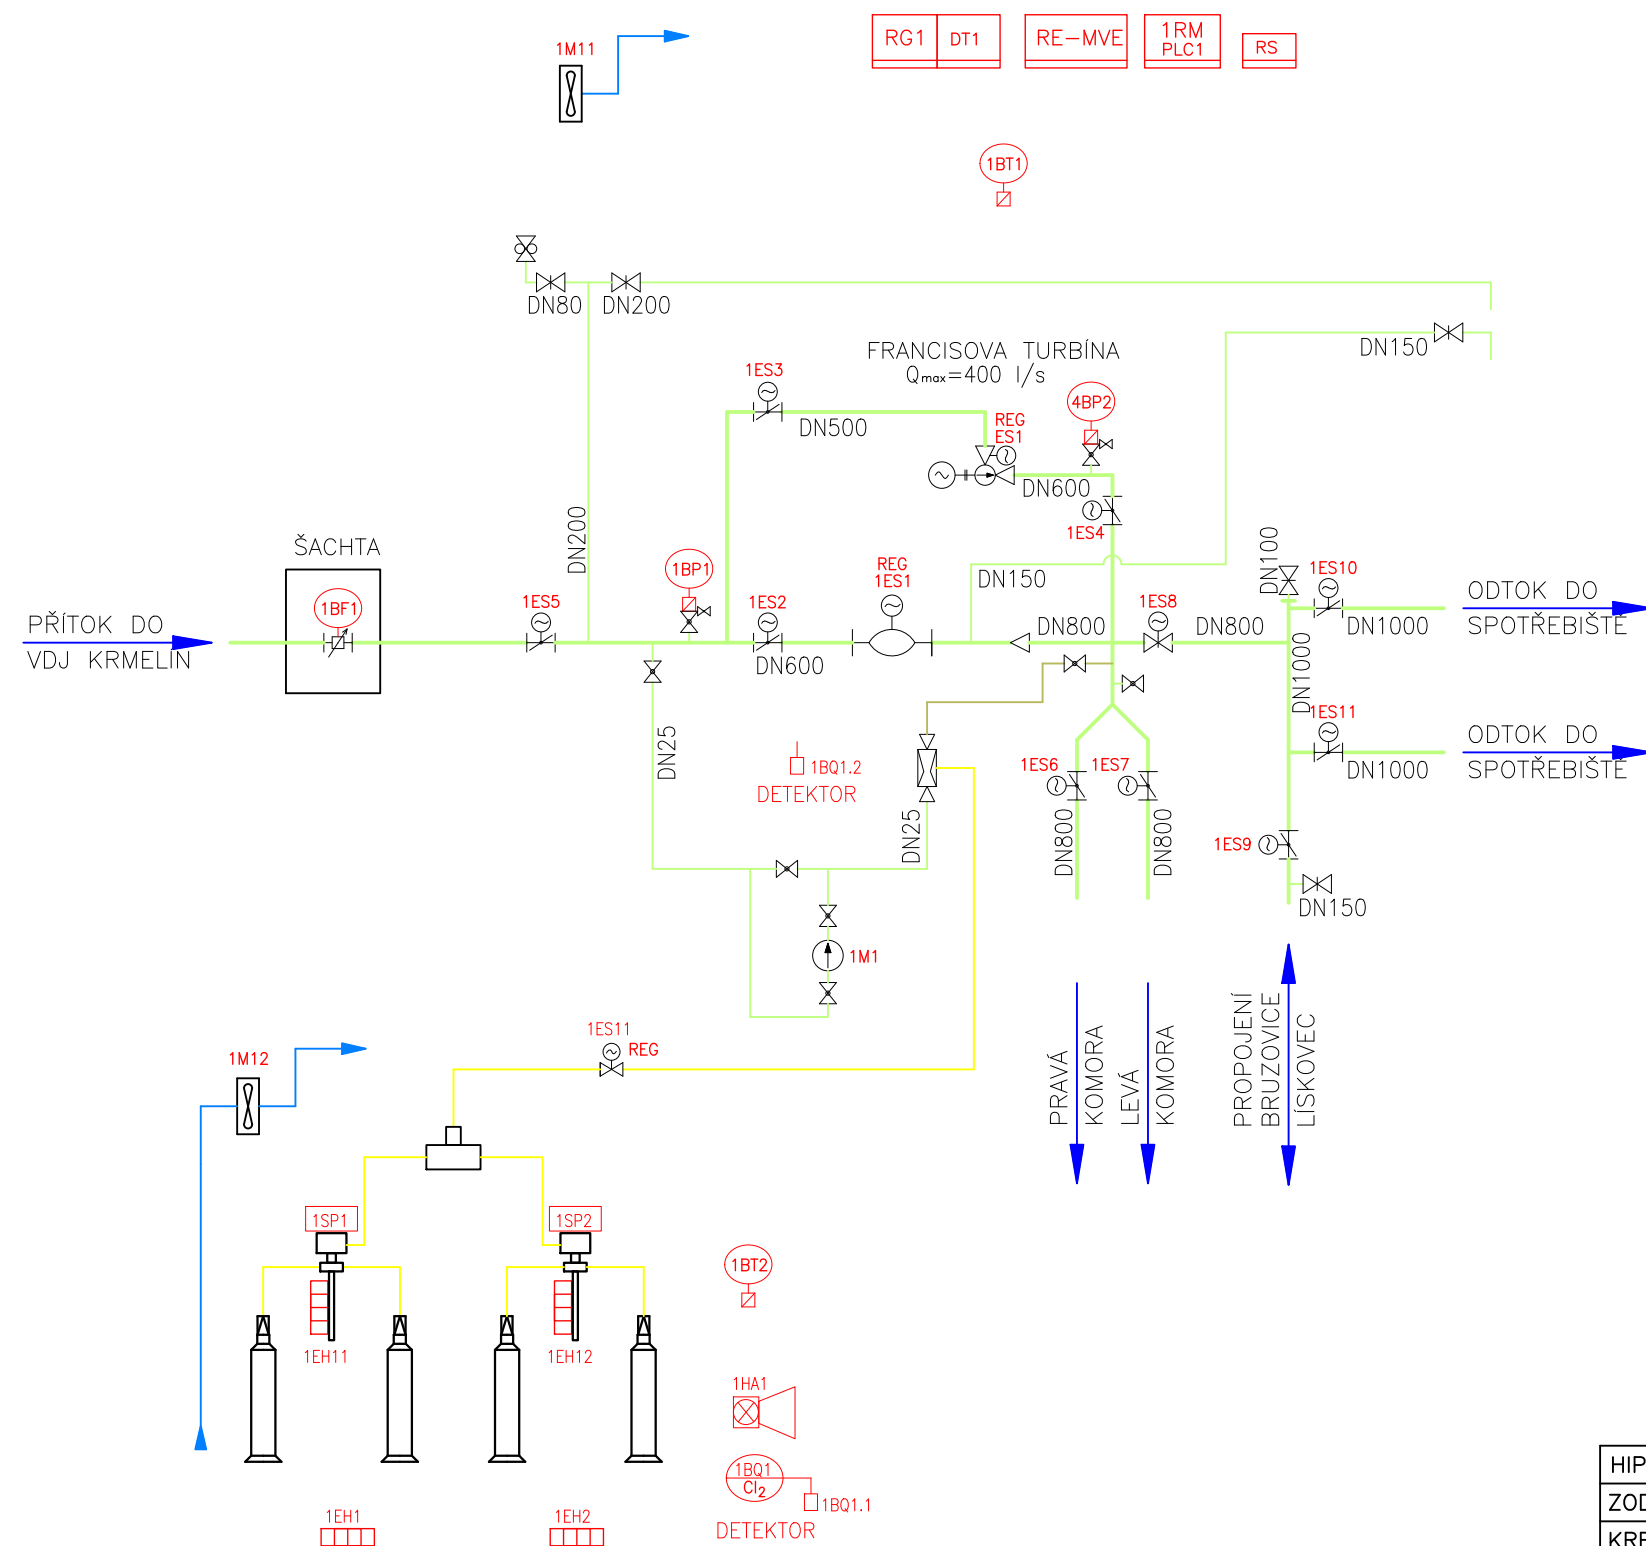 1M11
RG1
DT1
RE-MVE
1RM
PLC1
RS
1BT1
DN80
DN200
DN150
FRANCISOVA TURBÍNA
Qmax=400 l/s
1ES3
DN500
4BP2
REG
ES1
DN600
1ES4
DN200
ŠACHTA
1BF1
PŘÍTOK DO
VDJ KRMELÍN
1ES5
1BP1
1ES2
DN600
REG
1ES1
DN150
DN800
1ES8
DN800
DN100
1ES10
DN1000
ODTOK DO
SPOTŘEBIŠTĚ
DN1000
1ES11
DN1000
ODTOK DO
SPOTŘEBIŠTĚ
DN25
1BQ1.2
DETEKTOR
DN25
1ES6
1ES7
DN800
DN800
1ES9
DN150
1M1
1ES11
REG
PRAVÁ
KOMORA
LEVÁ
KOMORA
PROPOJENÍ
BRUZOVICE
LÍSKOVEC
1M12
1SP1
1SP2
1EH11
1EH12
1BT2
1HA1
1BQ1
Cl2
1BQ1.1
DETEKTOR
1EH1
1EH2
HIP